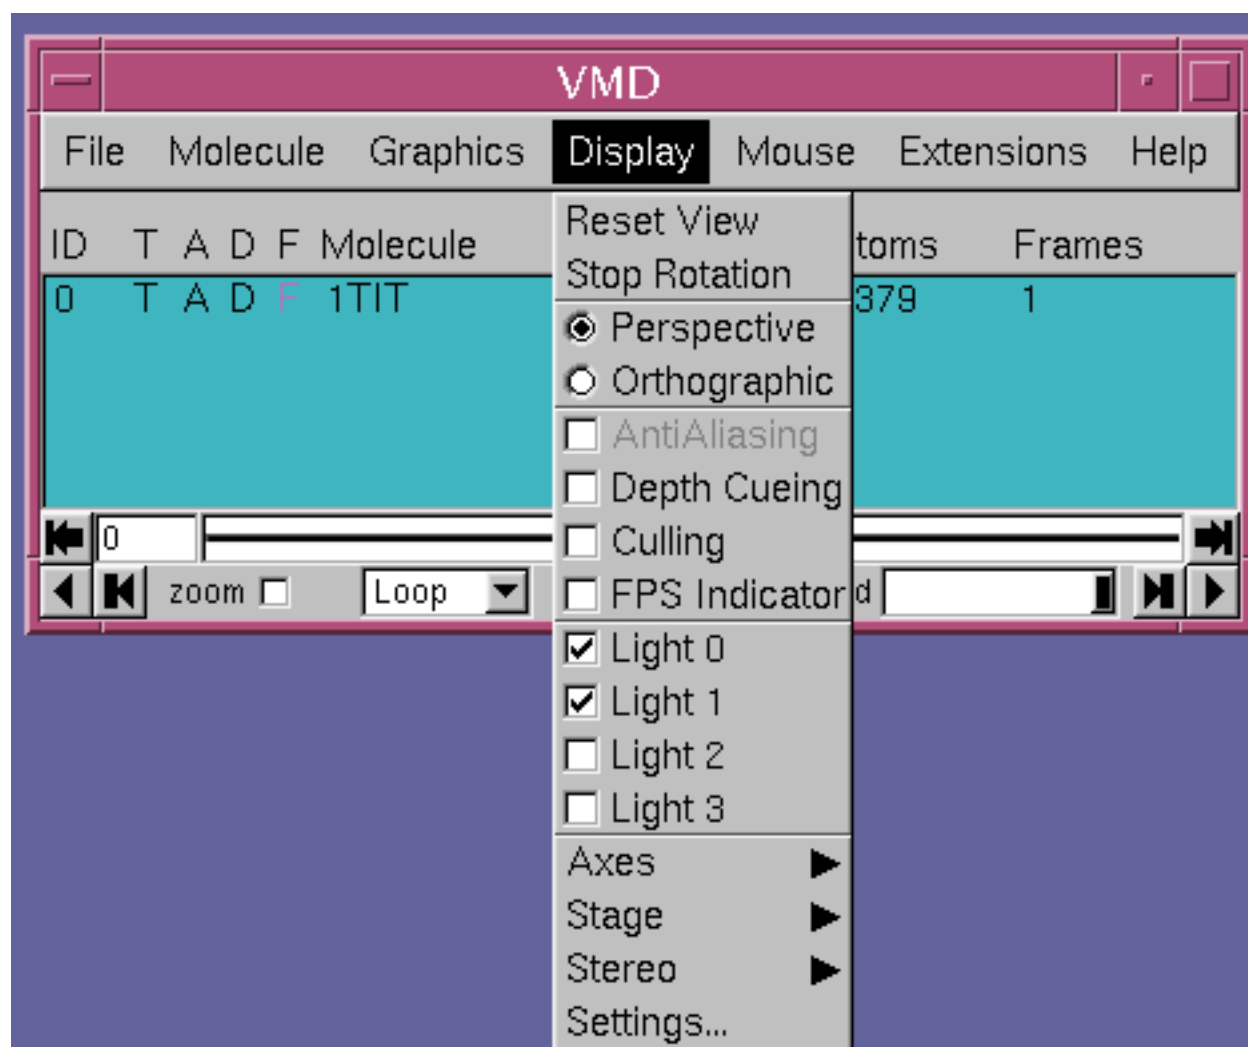 VMD
File Molecule Graphics Display Mouse Extensions Help
ID T A D F Molecule toms Frames
0 T A D F 1TIT 379 1
Reset View
Stop Rotation
Perspective
Orthographic
AntiAliasing
Depth Cueing
Culling
FPS Indicator
Light 0
Light 1
Light 2
Light 3
Axes
Stage
Stereo
Settings...
0
zoom Loop d